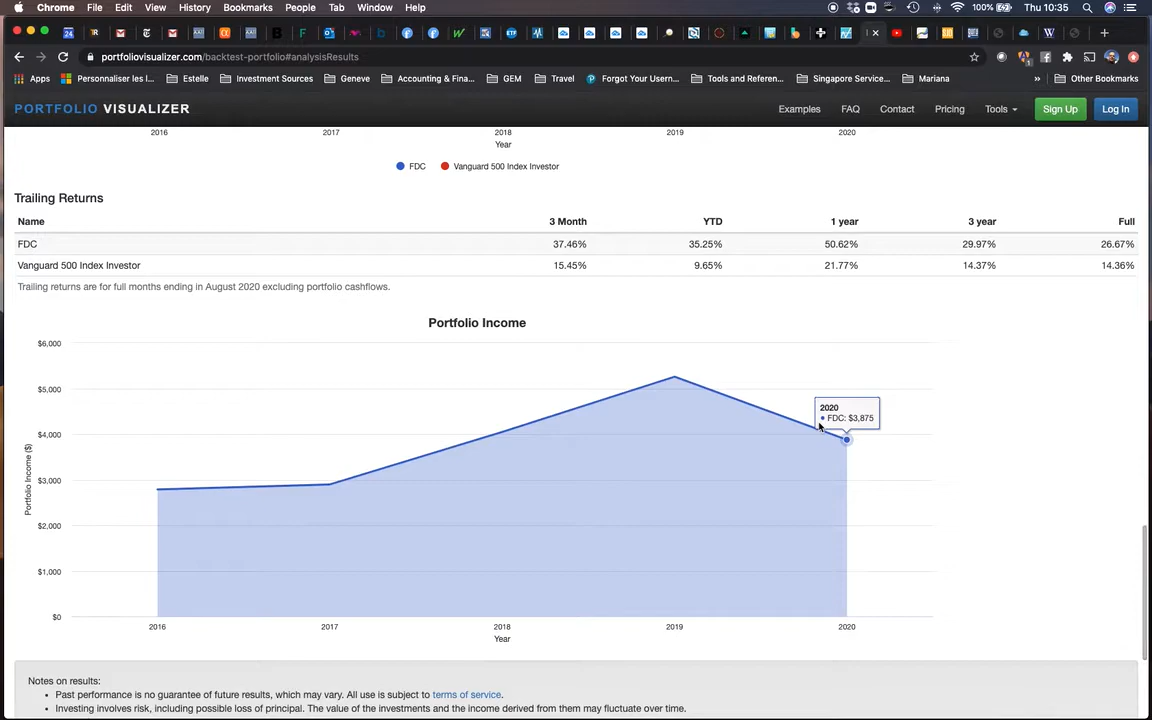 Chrome File Edit View History Bookmarks People Tab Window Help 100% Thu 10:35
portfoliovisualizer.com/backtest-portfolio#analysisResults
Apps Personaliser les l... Estelle Investment Sources Geneve Accounting & Fina... GEM Travel Forgot Your Usern... Tools and Referen... Singapore Service... Mariana » Other Bookmarks
PORTFOLIO VISUALIZER Examples FAQ Contact Pricing Tools Sign Up Log In
2016 2017 2018 2019 2020
Year
FDC Vanguard 500 Index Investor
Trailing Returns
Name 3 Month YTD 1 year 3 year Full
FDC 37.46% 35.25% 50.62% 29.97% 26.67%
Vanguard 500 Index Investor 15.45% 9.65% 21.77% 14.37% 14.36%
Trailing returns are for full months ending in August 2020 excluding portfolio cashflows.
Portfolio Income
$6,000
$5,000
$4,000
$3,000
$2,000
$1,000
$0
Portfolio Income ($)
2020
FDC: $3,875
2016 2017 2018 2019 2020
Year
Notes on results:
• Past performance is no guarantee of future results, which may vary. All use is subject to terms of service.
• Investing involves risk, including possible loss of principal. The value of the investments and the income derived from them may fluctuate over time.